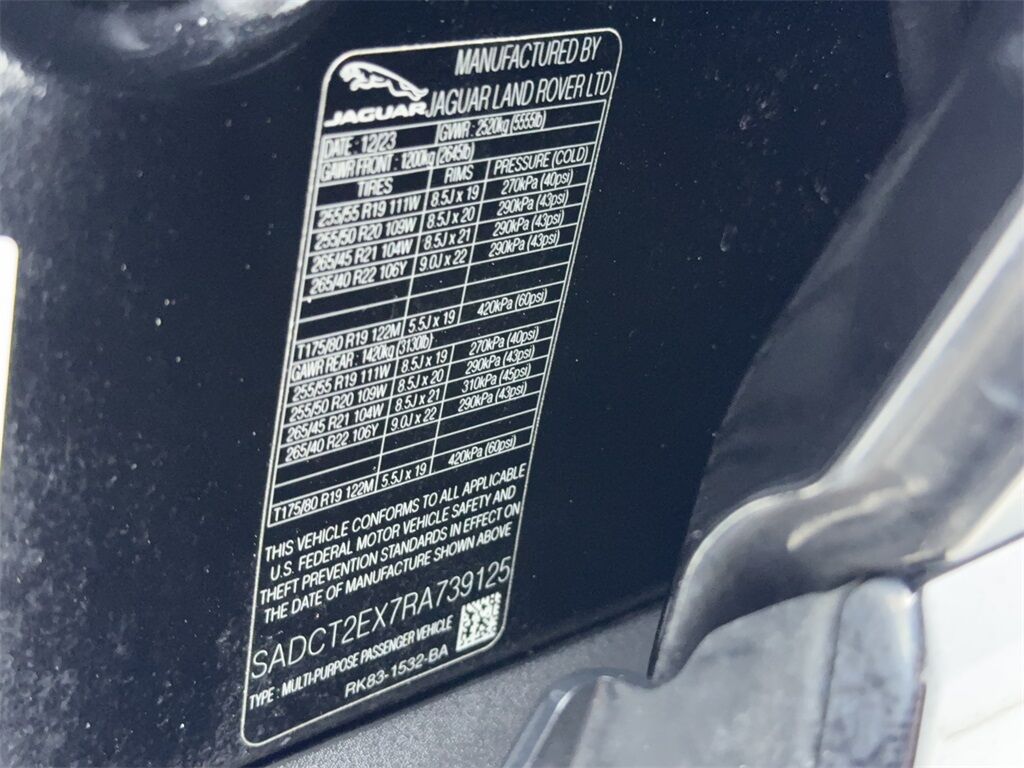 MANUFACTURED BY
JAGUAR JAGUAR LAND ROVER LTD
DATE : 12/23 GVWR : 2520kg (5555lb)
GAWR FRONT : 1200kg (2645lb)
TIRES RIMS PRESSURE (COLD)
255/55 R19 111W 8.5J x 19 270kPa (40psi)
255/50 R20 109W 8.5J x 20 290kPa (43psi)
265/45 R21 104W 8.5J x 21 290kPa (43psi)
265/40 R22 106Y 9.0J x 22 290kPa (43psi)
T175/80 R19 122M 5.5J x 19 420kPa (60psi)
GAWR REAR : 1420kg (3130lb)
255/55 R19 111W 8.5J x 19 270kPa (40psi)
255/50 R20 109W 8.5J x 20 290kPa (43psi)
265/45 R21 104W 8.5J x 21 310kPa (45psi)
265/40 R22 106Y 9.0J x 22 290kPa (43psi)
T175/80 R19 122M 5.5J x 19 420kPa (60psi)
THIS VEHICLE CONFORMS TO ALL APPLICABLE
U.S. FEDERAL MOTOR VEHICLE SAFETY AND
THEFT PREVENTION STANDARDS IN EFFECT ON
THE DATE OF MANUFACTURE SHOWN ABOVE
SADCT2EX7RA739125
TYPE : MULTI-PURPOSE PASSENGER VEHICLE
RK83-1532-BA